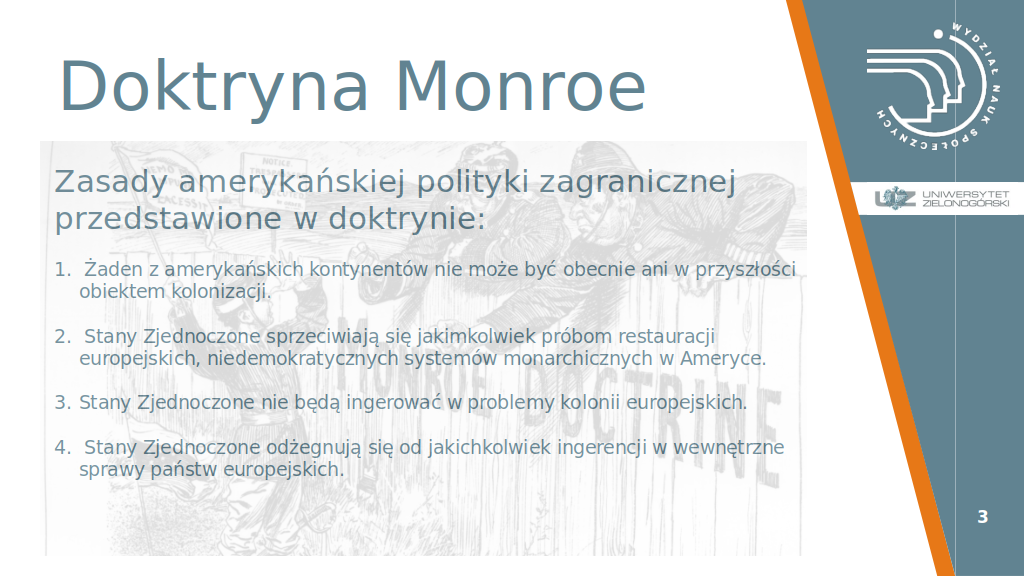 Doktryna Monroe
Zasady amerykańskiej polityki zagranicznej
przedstawione w doktrynie:
1. Żaden z amerykańskich kontynentów nie może być obecnie ani w przyszłości
obiektem kolonizacji.
2. Stany Zjednoczone sprzeciwiają się jakimkolwiek próbom restauracji
europejskich, niedemokratycznych systemów monarchicznych w Ameryce.
3. Stany Zjednoczone nie będą ingerować w problemy kolonii europejskich.
4. Stany Zjednoczone odżegnują się od jakichkolwiek ingerencji w wewnętrzne
sprawy państw europejskich.
MONROE DOCTRINE
WYDZIAŁ NAUK SPOŁECZNYCH
UZ UNIWERSYTET
ZIELONOGÓRSKI
3